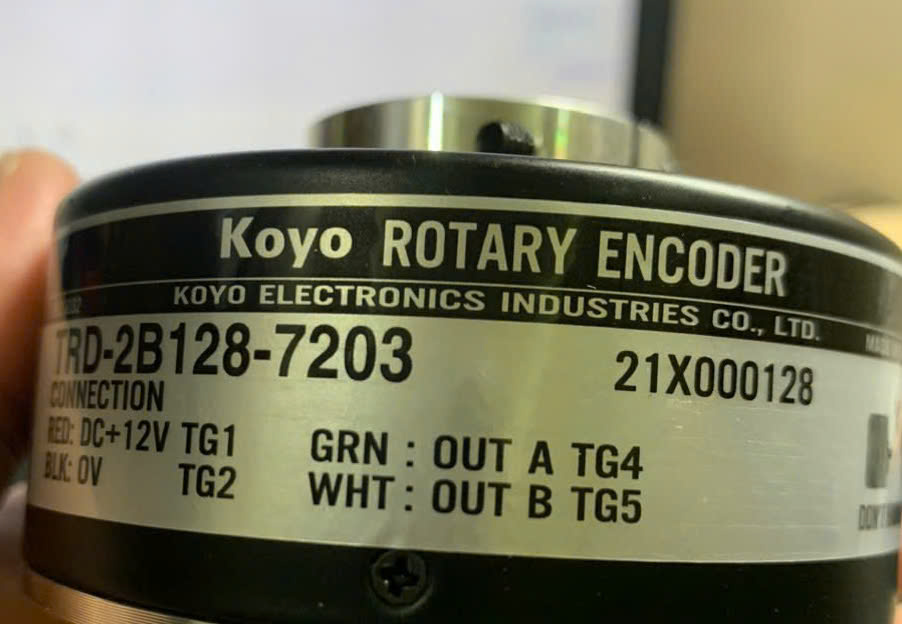 Koyo ROTARY ENCODER
KOYO ELECTRONICS INDUSTRIES CO., LTD.
TRD-2B128-7203
21X000128
CONNECTION
RED: DC+12V TG1
BLK: 0V TG2
GRN : OUT A TG4
WHT : OUT B TG5